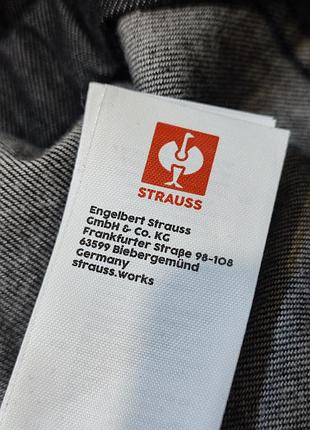 STRAUSS
Engelbert Strauss
GmbH & Co. KG
Frankfurter Straße 98-108
63599 Biebergemünd
Germany
strauss.works